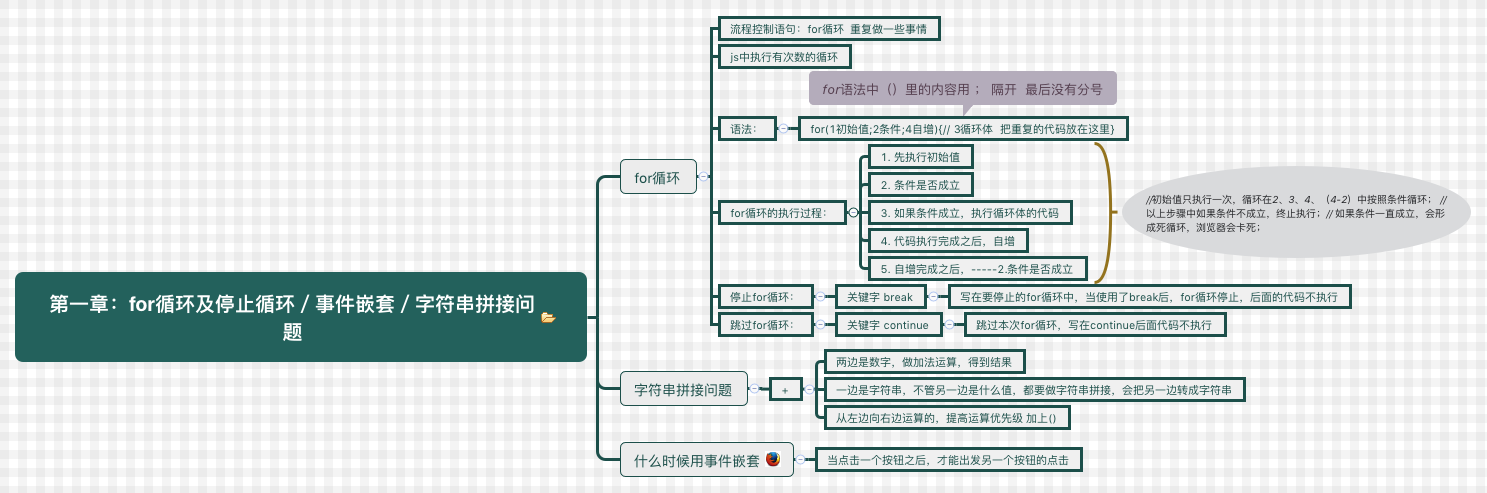 第一章：for循环及停止循环 / 事件嵌套 / 字符串拼接问
题
for循环
流程控制语句：for循环  重复做一些事情
js中执行有次数的循环
for语法中（）里的内容用 ； 隔开  最后没有分号
语法：
for(1初始值;2条件;4自增){// 3循环体  把重复的代码放在这里}
for循环的执行过程：
1. 先执行初始值
2. 条件是否成立
3. 如果条件成立，执行循环体的代码
4. 代码执行完成之后，自增
5. 自增完成之后，-----2.条件是否成立
//初始值只执行一次，循环在2、3、4、（4-2）中按照条件循环； //
以上步骤中如果条件不成立，终止执行；// 如果条件一直成立，会形
成死循环，浏览器会卡死；
停止for循环：
关键字 break
写在要停止的for循环中，当使用了break后，for循环停止，后面的代码不执行
跳过for循环：
关键字 continue
跳过本次for循环，写在continue后面代码不执行
字符串拼接问题
+
两边是数字，做加法运算，得到结果
一边是字符串，不管另一边是什么值，都要做字符串拼接，会把另一边转成字符串
从左边向右边运算的，提高运算优先级 加上()
什么时候用事件嵌套
当点击一个按钮之后，才能出发另一个按钮的点击